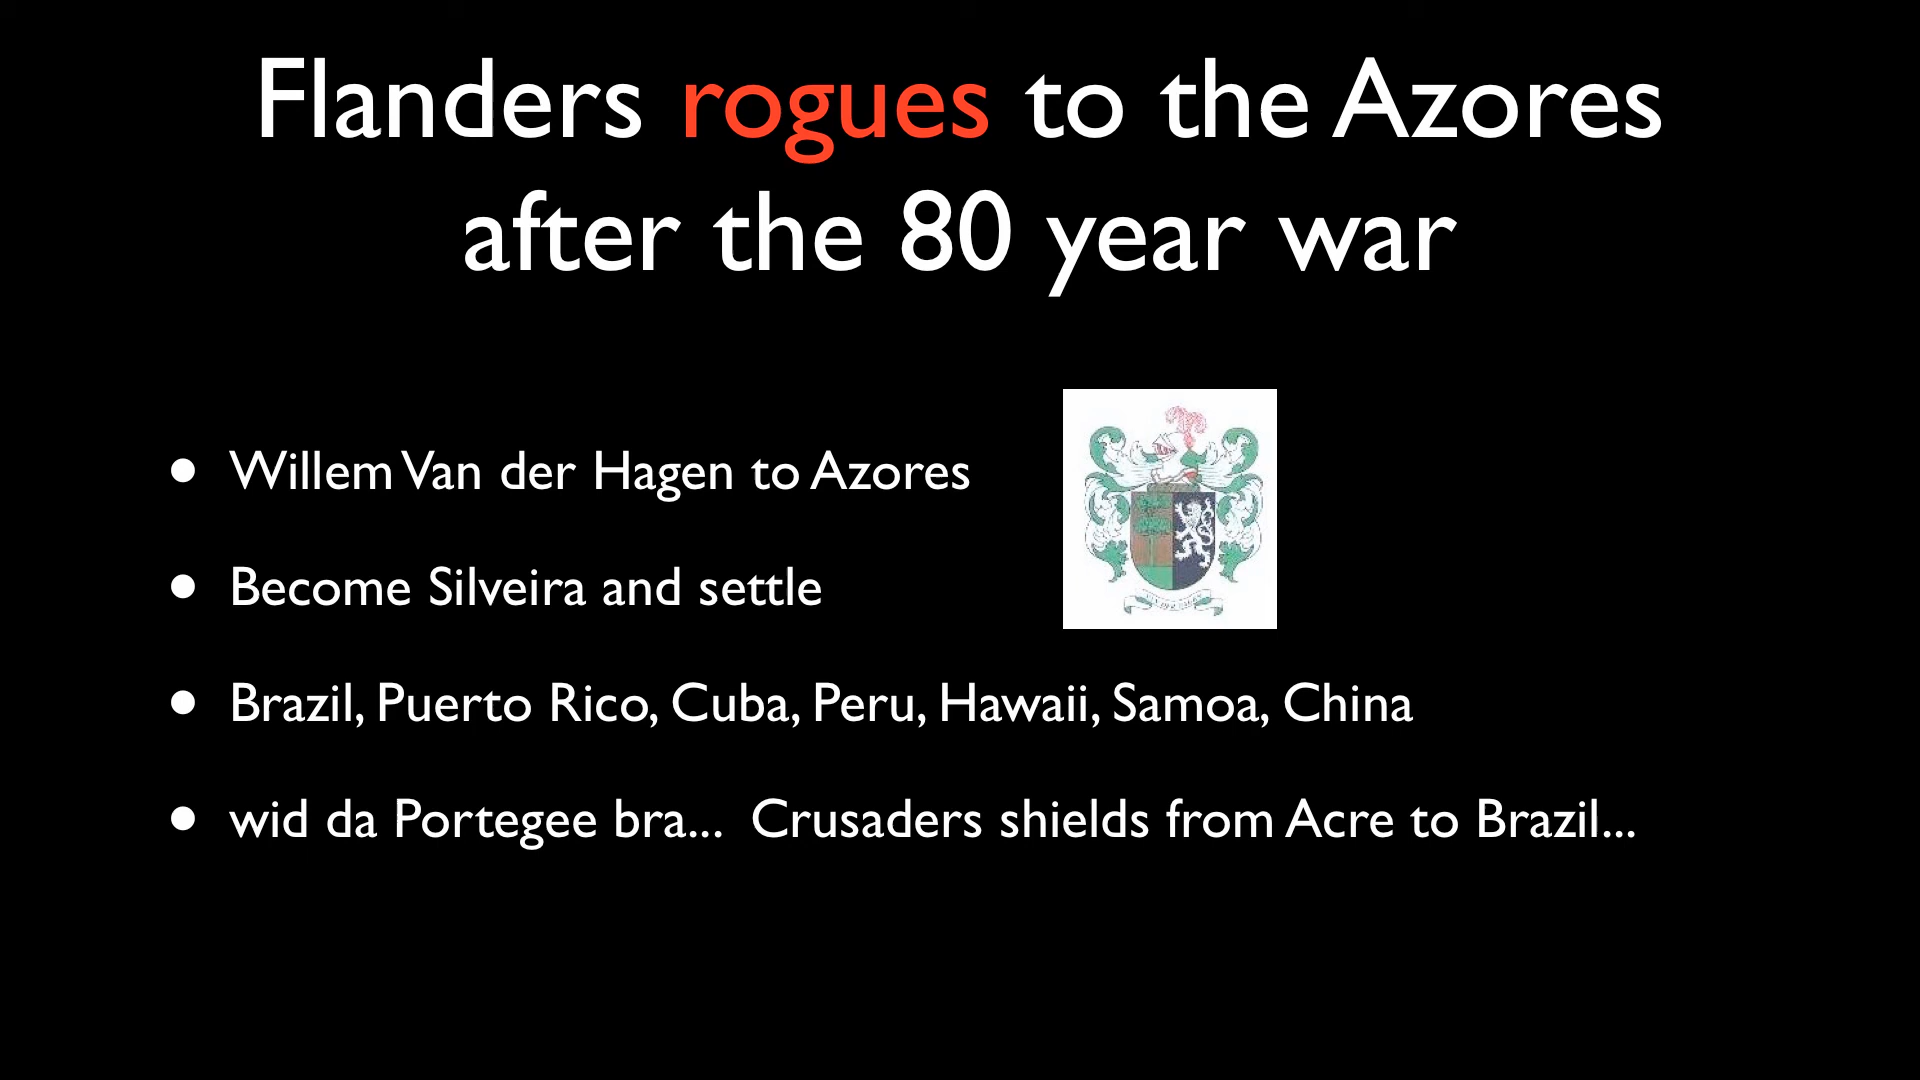 Flanders rogues to the Azores
after the 80 year war
• Willem Van der Hagen to Azores
• Become Silveira and settle
• Brazil, Puerto Rico, Cuba, Peru, Hawaii, Samoa, China
• wid da Portegee bra... Crusaders shields from Acre to Brazil...